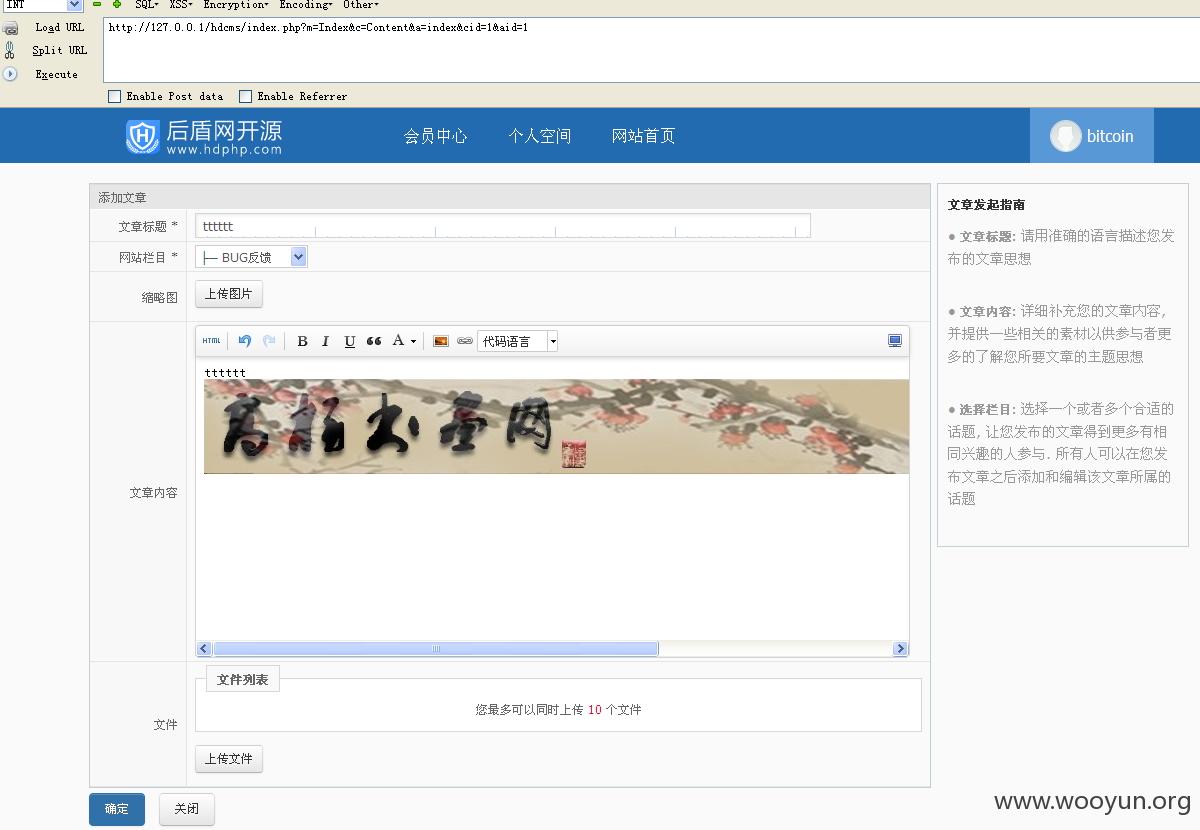 INT SQL▾ XSS▾ Encryption▾ Encoding▾ Other▾
Load URL
http://127.0.0.1/hdcms/index.php?m=Index&c=Content&a=index&cid=1&aid=1
Split URL
Execute
Enable Post data Enable Referrer
后盾网开源
www.hdphp.com
会员中心 个人空间 网站首页
bitcoin
添加文章
文章标题 * tttttt
网站栏目 * ├─ BUG反馈
缩略图 上传图片
HTML B I U A 代码语言
文章内容
tttttt
文件
文件列表
您最多可以同时上传 10 个文件
上传文件
确定 关闭
文章发起指南
● 文章标题: 请用准确的语言描述您发
布的文章思想
● 文章内容: 详细补充您的文章内容,
并提供一些相关的素材以供参与者更
多的了解您所要文章的主题思想
● 选择栏目: 选择一个或者多个合适的
话题, 让您发布的文章得到更多有相
同兴趣的人参与. 所有人可以在您发
布文章之后添加和编辑该文章所属的
话题
www.wooyun.org